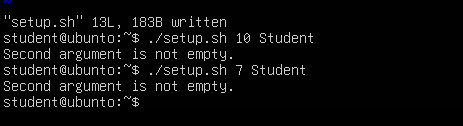 ~
"setup.sh" 13L, 183B written
student@ubunto:~$ ./setup.sh 10 Student
Second argument is not empty.
student@ubunto:~$ ./setup.sh 7 Student
Second argument is not empty.
student@ubunto:~$